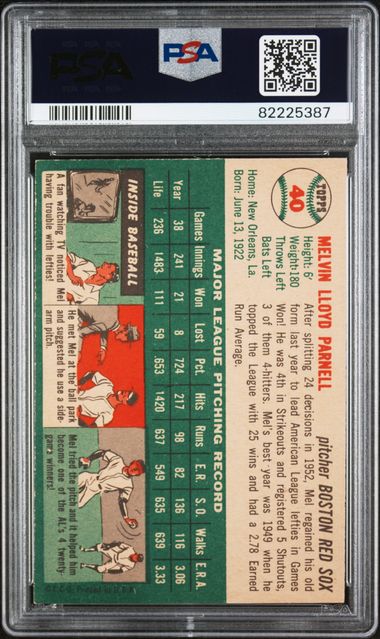 PSA
PSA
82225387
TOPPS
40
MELVIN LLOYD PARNELL
pitcher BOSTON RED SOX
Height: 6'
Weight: 180
Throws Left
Bats Left
Home: New Orleans, La.
Born: June 13, 1922
After splitting 24 decisions in 1952, Mel regained his old
form last year to lead American League lefties in Games
Won! He was 4th in Strikeouts and registered 5 Shutouts,
3 of them 4-hitters. Mel's best year was 1949 when he
topped the League with 25 wins and had a 2.78 Earned
Run Average.
MAJOR LEAGUE PITCHING RECORD
Games Innings Won Lost Pct. Hits Runs E.R. S.O. Walks E.R.A.
Year 38 241 21 8 .724 217 98 82 136 116 3.06
Life 238 1483 111 59 .653 1420 637 549 635 639 3.33
INSIDE BASEBALL
A fan watching TV noticed Mel
having trouble with lefties!
He met Mel at the ball park
and suggested he use a side
arm pitch.
Mel tried the pitch and it helped him
become one of the AL's 4 twenty-
game winners!
©T.C.G. Printed in U.S.A.